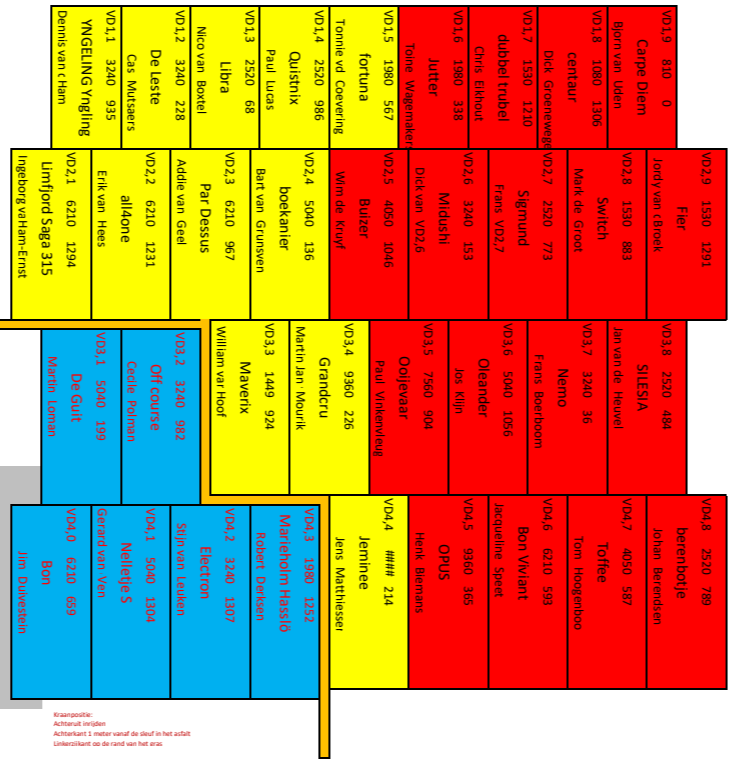 VD1,1 3240 935
YNGELING Yngling
Dennis van c Ham
VD1,2 3240 228
De Leste
Cas Mutsaers
VD1,3 2520 68
Libra
Nico van Boxtel
VD1,4 2520 986
Quistnix
Paul Lucas
VD1,5 1980 567
fortuna
Tonnie vd Coevering
VD1,6 1980 338
Jutter
Toine Wagemaker
VD1,7 1530 1210
dubbel trubel
Chris Eikhout
VD1,8 1080 1306
centaur
Dick Groenewege
VD1,9 810 0
Carpe Diem
Bjorn van Uden
VD2,1 6210 1294
Limfjord Saga 315
Ingeborg va Ham-Ernst
VD2,2 6210 1231
all4one
Erik van Hees
VD2,3 6210 967
Par Dessus
Addie van Geel
VD2,4 5040 136
boekanier
Bart van Grunsven
VD2,5 4050 1046
Buizer
Wim de Kruyf
VD2,6 3240 153
Midushi
Dick van VD2,6
VD2,7 2520 773
Sigmund
Frans VD2,7
VD2,8 1530 883
Switch
Mark de Groot
VD2,9 1530 1291
Fier
Jordy van c Broek
VD3,1 5040 199
De Guit
Martin Loman
VD3,2 3240 982
Off course
Cecile Polman
VD3,3 1449 924
Maverix
William var Hoof
VD3,4 9360 226
Grandcru
Martin Jan Mourik
VD3,5 7560 904
Ooijevaar
Paul Vinkenvleug
VD3,6 5040 1056
Oleander
Jos Klijn
VD3,7 3240 36
Nemo
Frans Boerboom
VD3,8 2520 484
SILESIA
Jan van de Heuvel
VD4,0 6210 659
Bon
Jim Duivestein
VD4,1 5040 1304
Nelletje S
Gerard van Ven
VD4,2 3240 1307
Electron
Stijn van Leuken
VD4,3 1980 1252
Marieholm Hasslö
Robert Derksen
VD4,4 #### 214
Jeminee
Jens Matthiesser
VD4,5 9360 365
OPUS
Henk Biemans
VD4,6 6210 593
Bon Viviant
Jacqueline Speet
VD4,7 4050 587
Toffee
Tom Hoogenboo
VD4,8 2520 789
berenbotje
Johan Berendsen
Kraanpositie:
Achteruit inrijden
Achterkant 1 meter vanaf de sleuf in het asfalt
Linkerzijkant op de rand van het gras